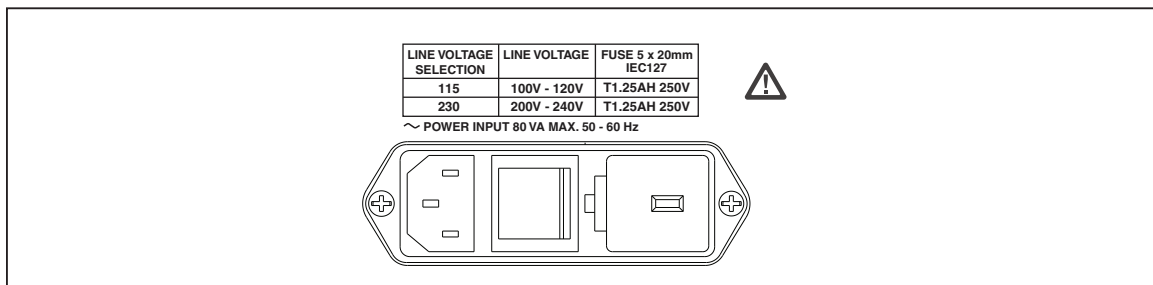 LINE VOLTAGE SELECTION LINE VOLTAGE FUSE 5 x 20mm IEC127
115 100V - 120V T1.25AH 250V
230 200V - 240V T1.25AH 250V
～ POWER INPUT 80 VA MAX. 50 - 60 Hz
!